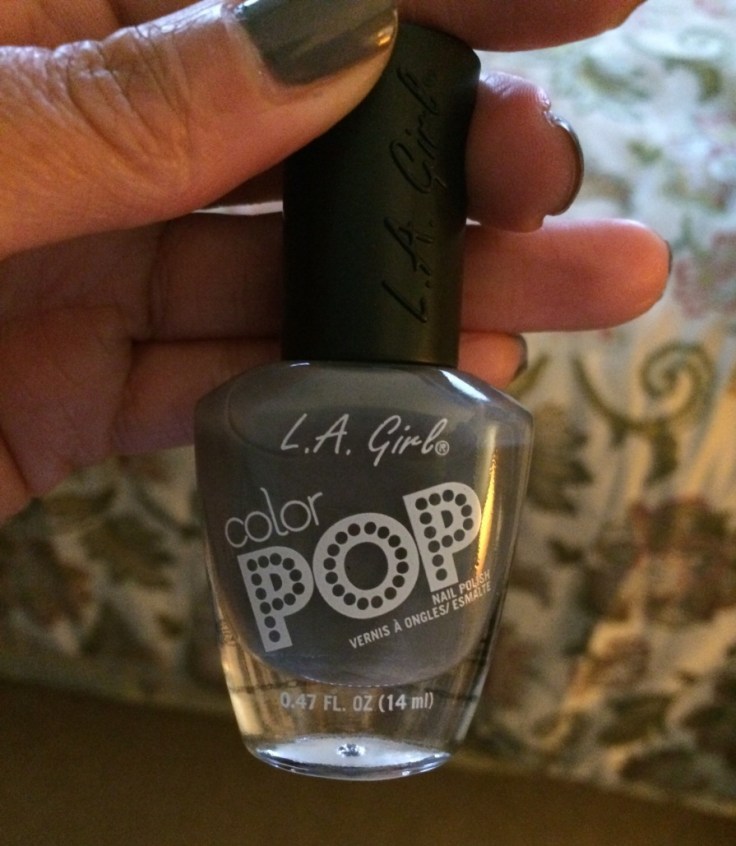 L.A. Girl
L.A. Girl®
color
POP
NAIL POLISH
VERNIS À ONGLES/ ESMALTE
0.47 FL. OZ (14 ml)